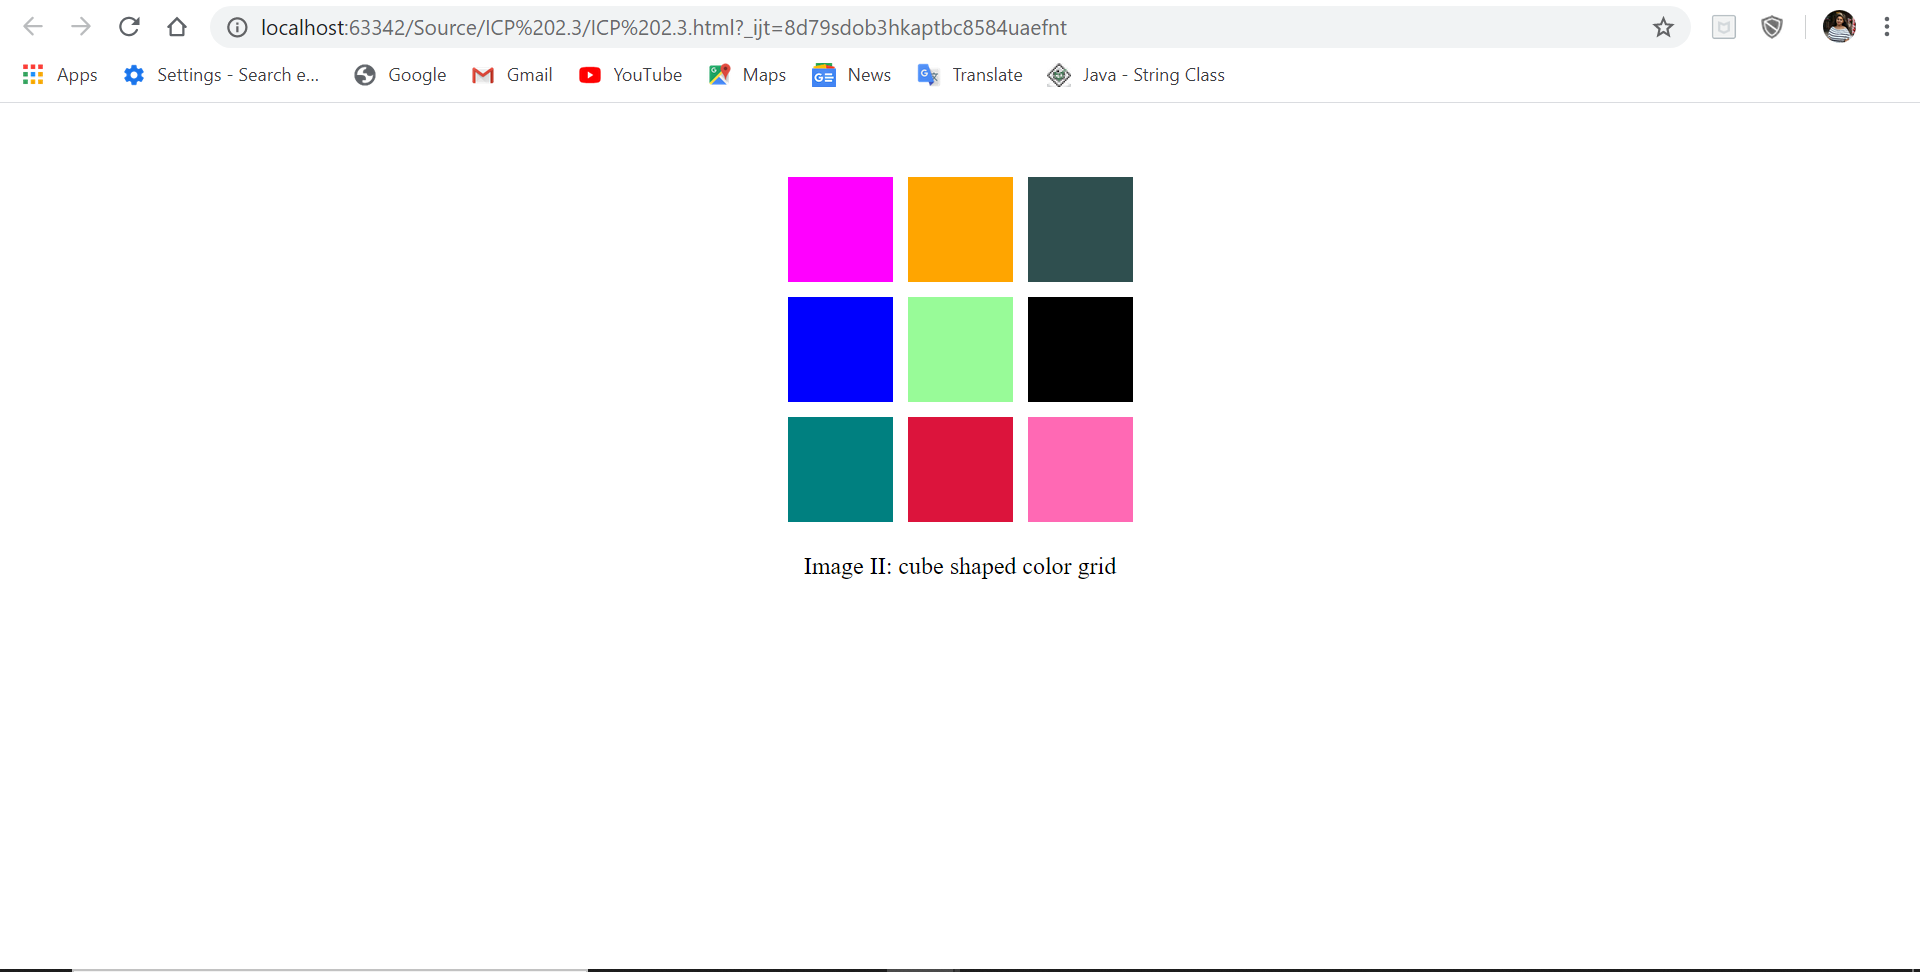 localhost:63342/Source/ICP%202.3/ICP%202.3.html?_ijt=8d79sdob3hkaptbc8584uaefnt
Apps Settings - Search e... Google Gmail YouTube Maps News Translate Java - String Class
Image II: cube shaped color grid